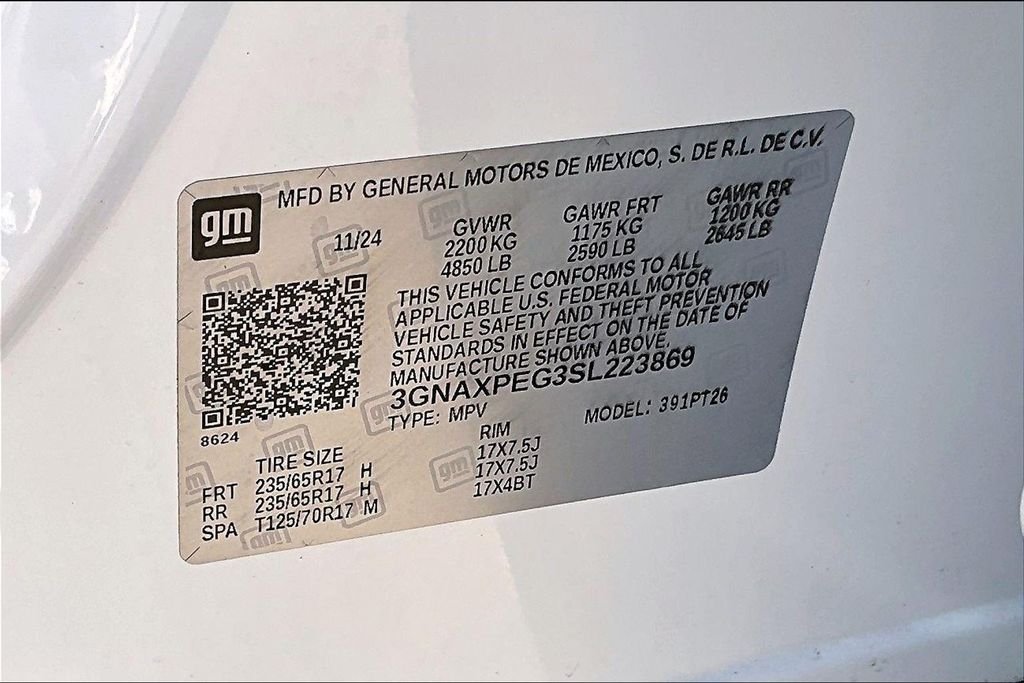 MFD BY GENERAL MOTORS DE MEXICO, S. DE R.L. DE C.V.
gm
11/24
GVWR GAWR FRT GAWR RR
2200 KG 1175 KG 1200 KG
4850 LB 2590 LB 2645 LB
THIS VEHICLE CONFORMS TO ALL
APPLICABLE U.S. FEDERAL MOTOR
VEHICLE SAFETY AND THEFT PREVENTION
STANDARDS IN EFFECT ON THE DATE OF
MANUFACTURE SHOWN ABOVE.
3GNAXPEG3SL223869
TYPE: MPV MODEL: 391PT26
8624
TIRE SIZE RIM
FRT 235/65R17 H 17X7.5J
RR 235/65R17 H 17X7.5J
SPA T125/70R17 M 17X4BT